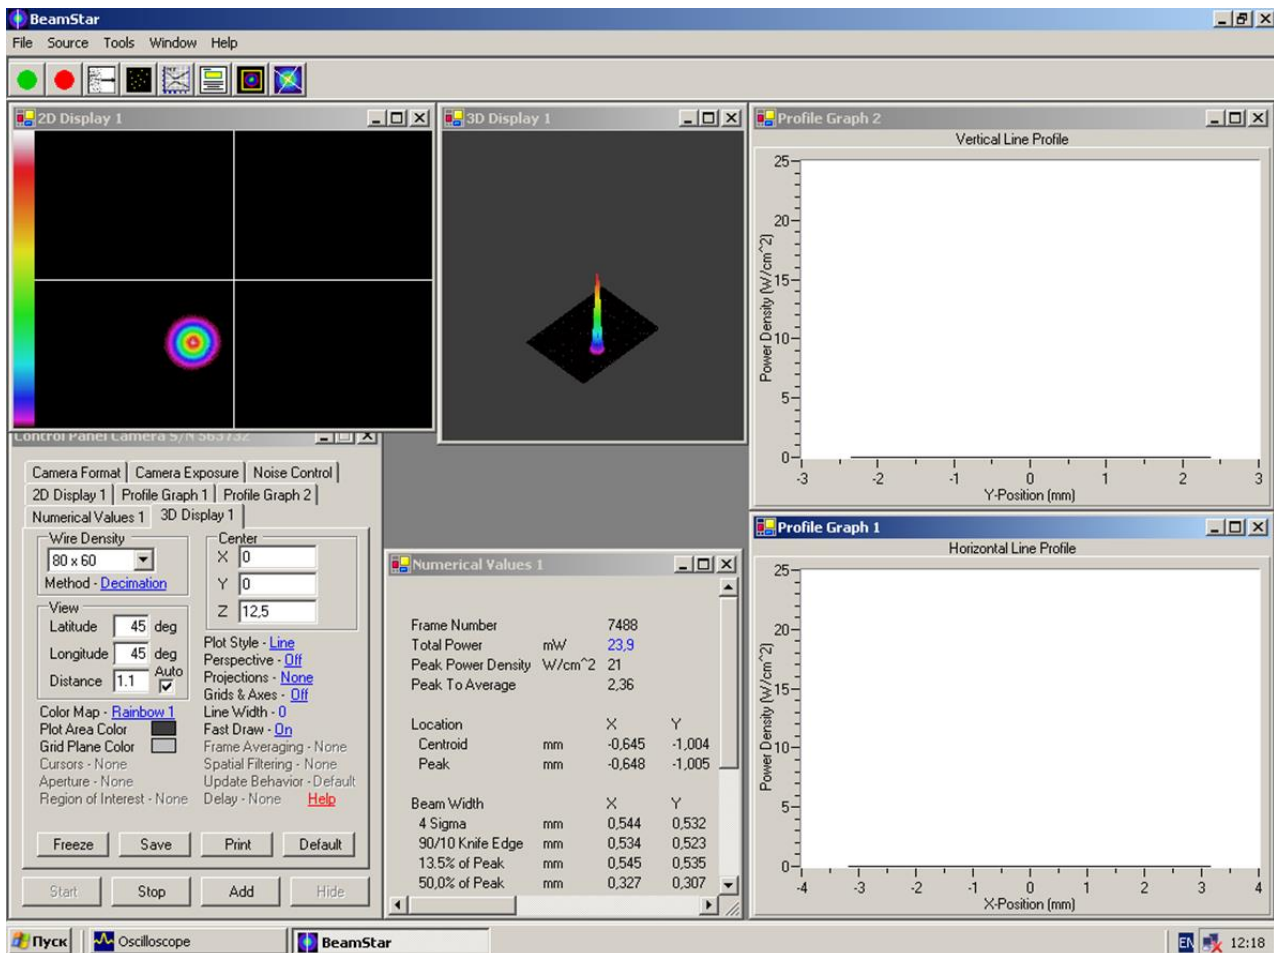 BeamStar
File Source Tools Window Help
2D Display 1
3D Display 1
Profile Graph 2
Vertical Line Profile
25
20
15
10
5
0
Power Density (W/cm^2)
-3 -2 -1 0 1 2 3
Y-Position (mm)
Control Panel Camera S/N 563732
Camera Format Camera Exposure Noise Control
2D Display 1 Profile Graph 1 Profile Graph 2
Numerical Values 1 3D Display 1
Wire Density
80 x 60
Method - Decimation
Center
X 0
Y 0
Z 12,5
View
Latitude 45 deg
Longitude 45 deg
Distance 1.1 Auto
Plot Style - Line
Perspective - Off
Projections - None
Grids & Axes - Off
Color Map - Rainbow 1 Line Width - 0
Plot Area Color Fast Draw - On
Grid Plane Color Frame Averaging - None
Cursors - None Spatial Filtering - None
Aperture - None Update Behavior - Default
Region of Interest - None Delay - None Help
Freeze Save Print Default
Start Stop Add Hide
Numerical Values 1
Frame Number 7488
Total Power mW 23,9
Peak Power Density W/cm^2 21
Peak To Average 2,36
Location X Y
Centroid mm -0,645 -1,004
Peak mm -0,648 -1,005
Beam Width X Y
4 Sigma mm 0,544 0,532
90/10 Knife Edge mm 0,534 0,523
13.5% of Peak mm 0,545 0,535
50,0% of Peak mm 0,327 0,307
Profile Graph 1
Horizontal Line Profile
25
20
15
10
5
0
Power Density (W/cm^2)
-4 -3 -2 -1 0 1 2 3 4
X-Position (mm)
Пуск Oscilloscope BeamStar EN 12:18